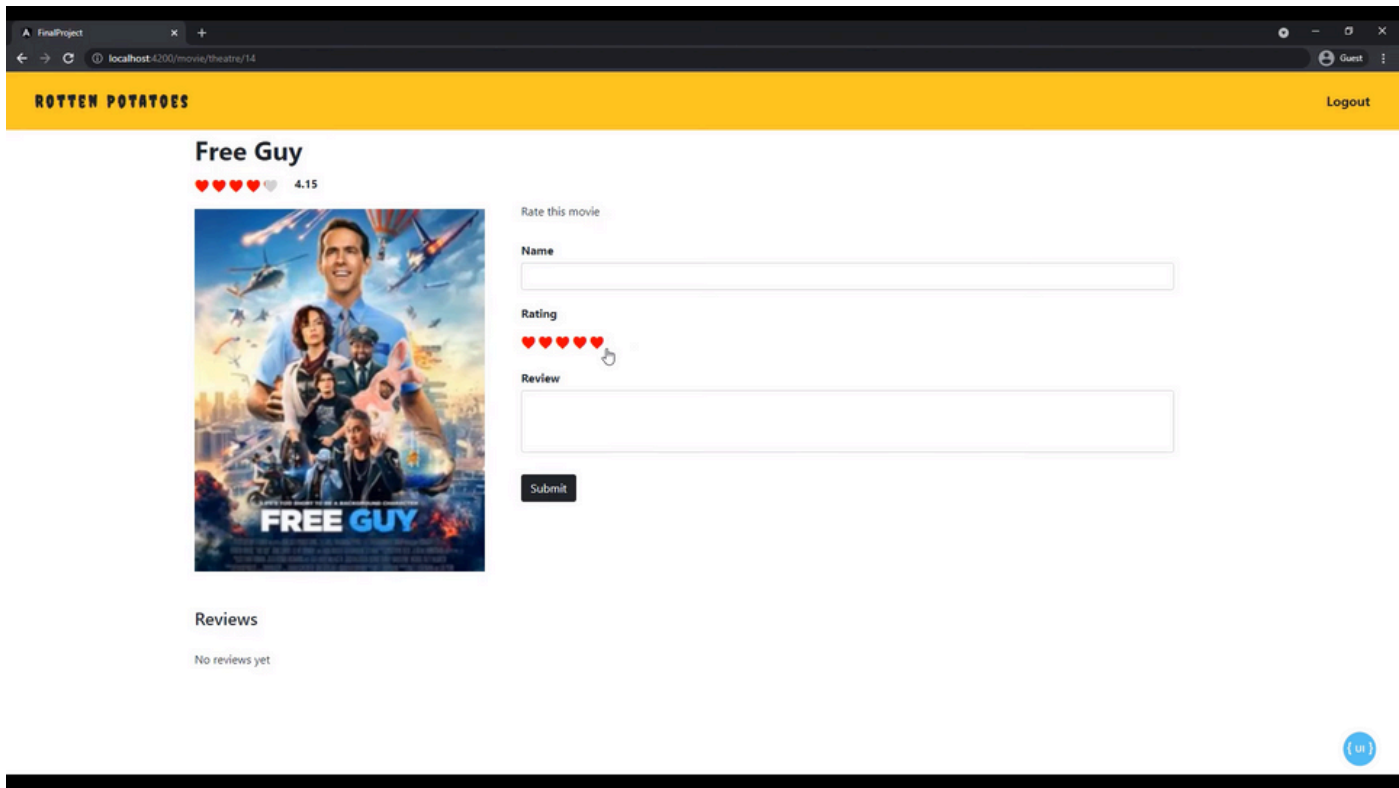 FinalProject
localhost:4200/movie/theatre/14
Guest
ROTTEN POTATOES
Logout
Free Guy
4.15
Rate this movie
Name
Rating
Review
Submit
FREE GUY
Reviews
No reviews yet
{ UI }